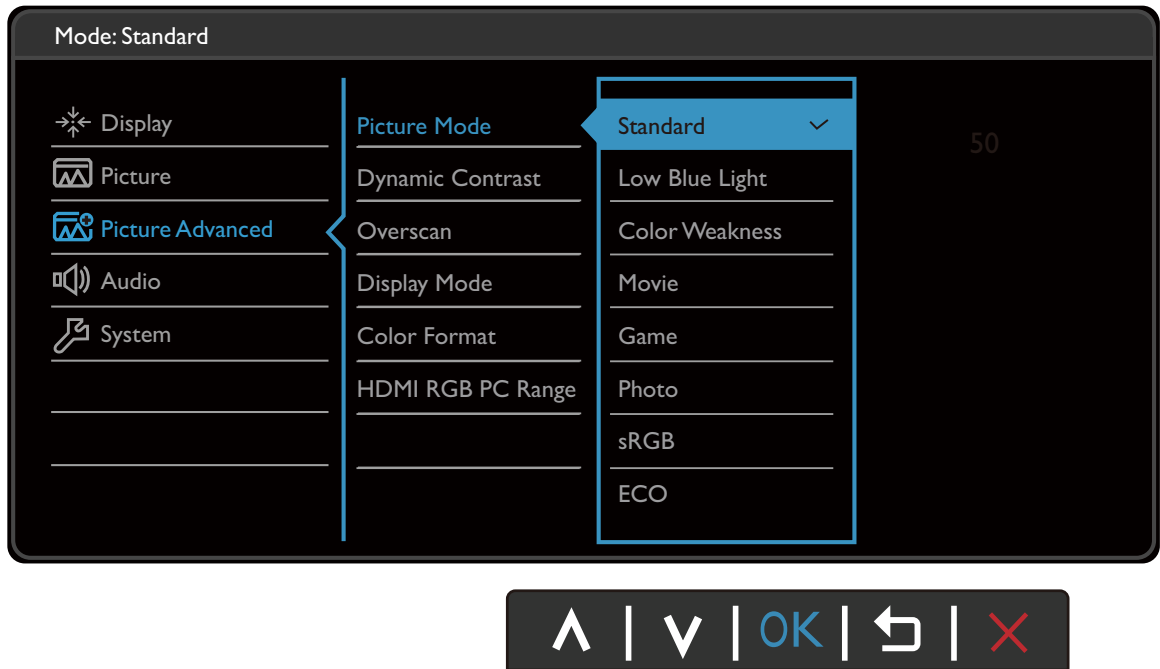 Mode: Standard
Display
Picture
Picture Advanced
Audio
System
Picture Mode
Dynamic Contrast
Overscan
Display Mode
Color Format
HDMI RGB PC Range
Standard
Low Blue Light
Color Weakness
Movie
Game
Photo
sRGB
ECO
50
OK